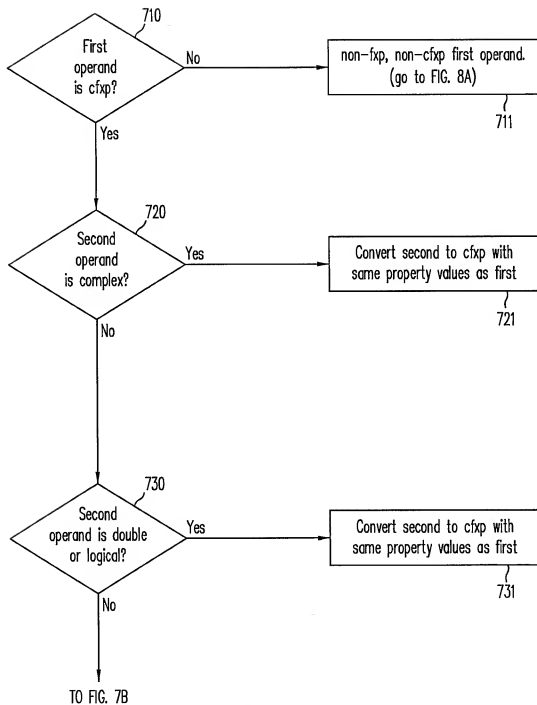 710
First
operand
is cfxp?
No
non-fxp, non-cfxp first operand.
(go to FIG. 8A)
711
Yes
720
Second
operand
is complex?
Yes
Convert second to cfxp with
same property values as first
721
No
730
Second
operand is double
or logical?
Yes
Convert second to cfxp with
same property values as first
731
No
TO FIG. 7B